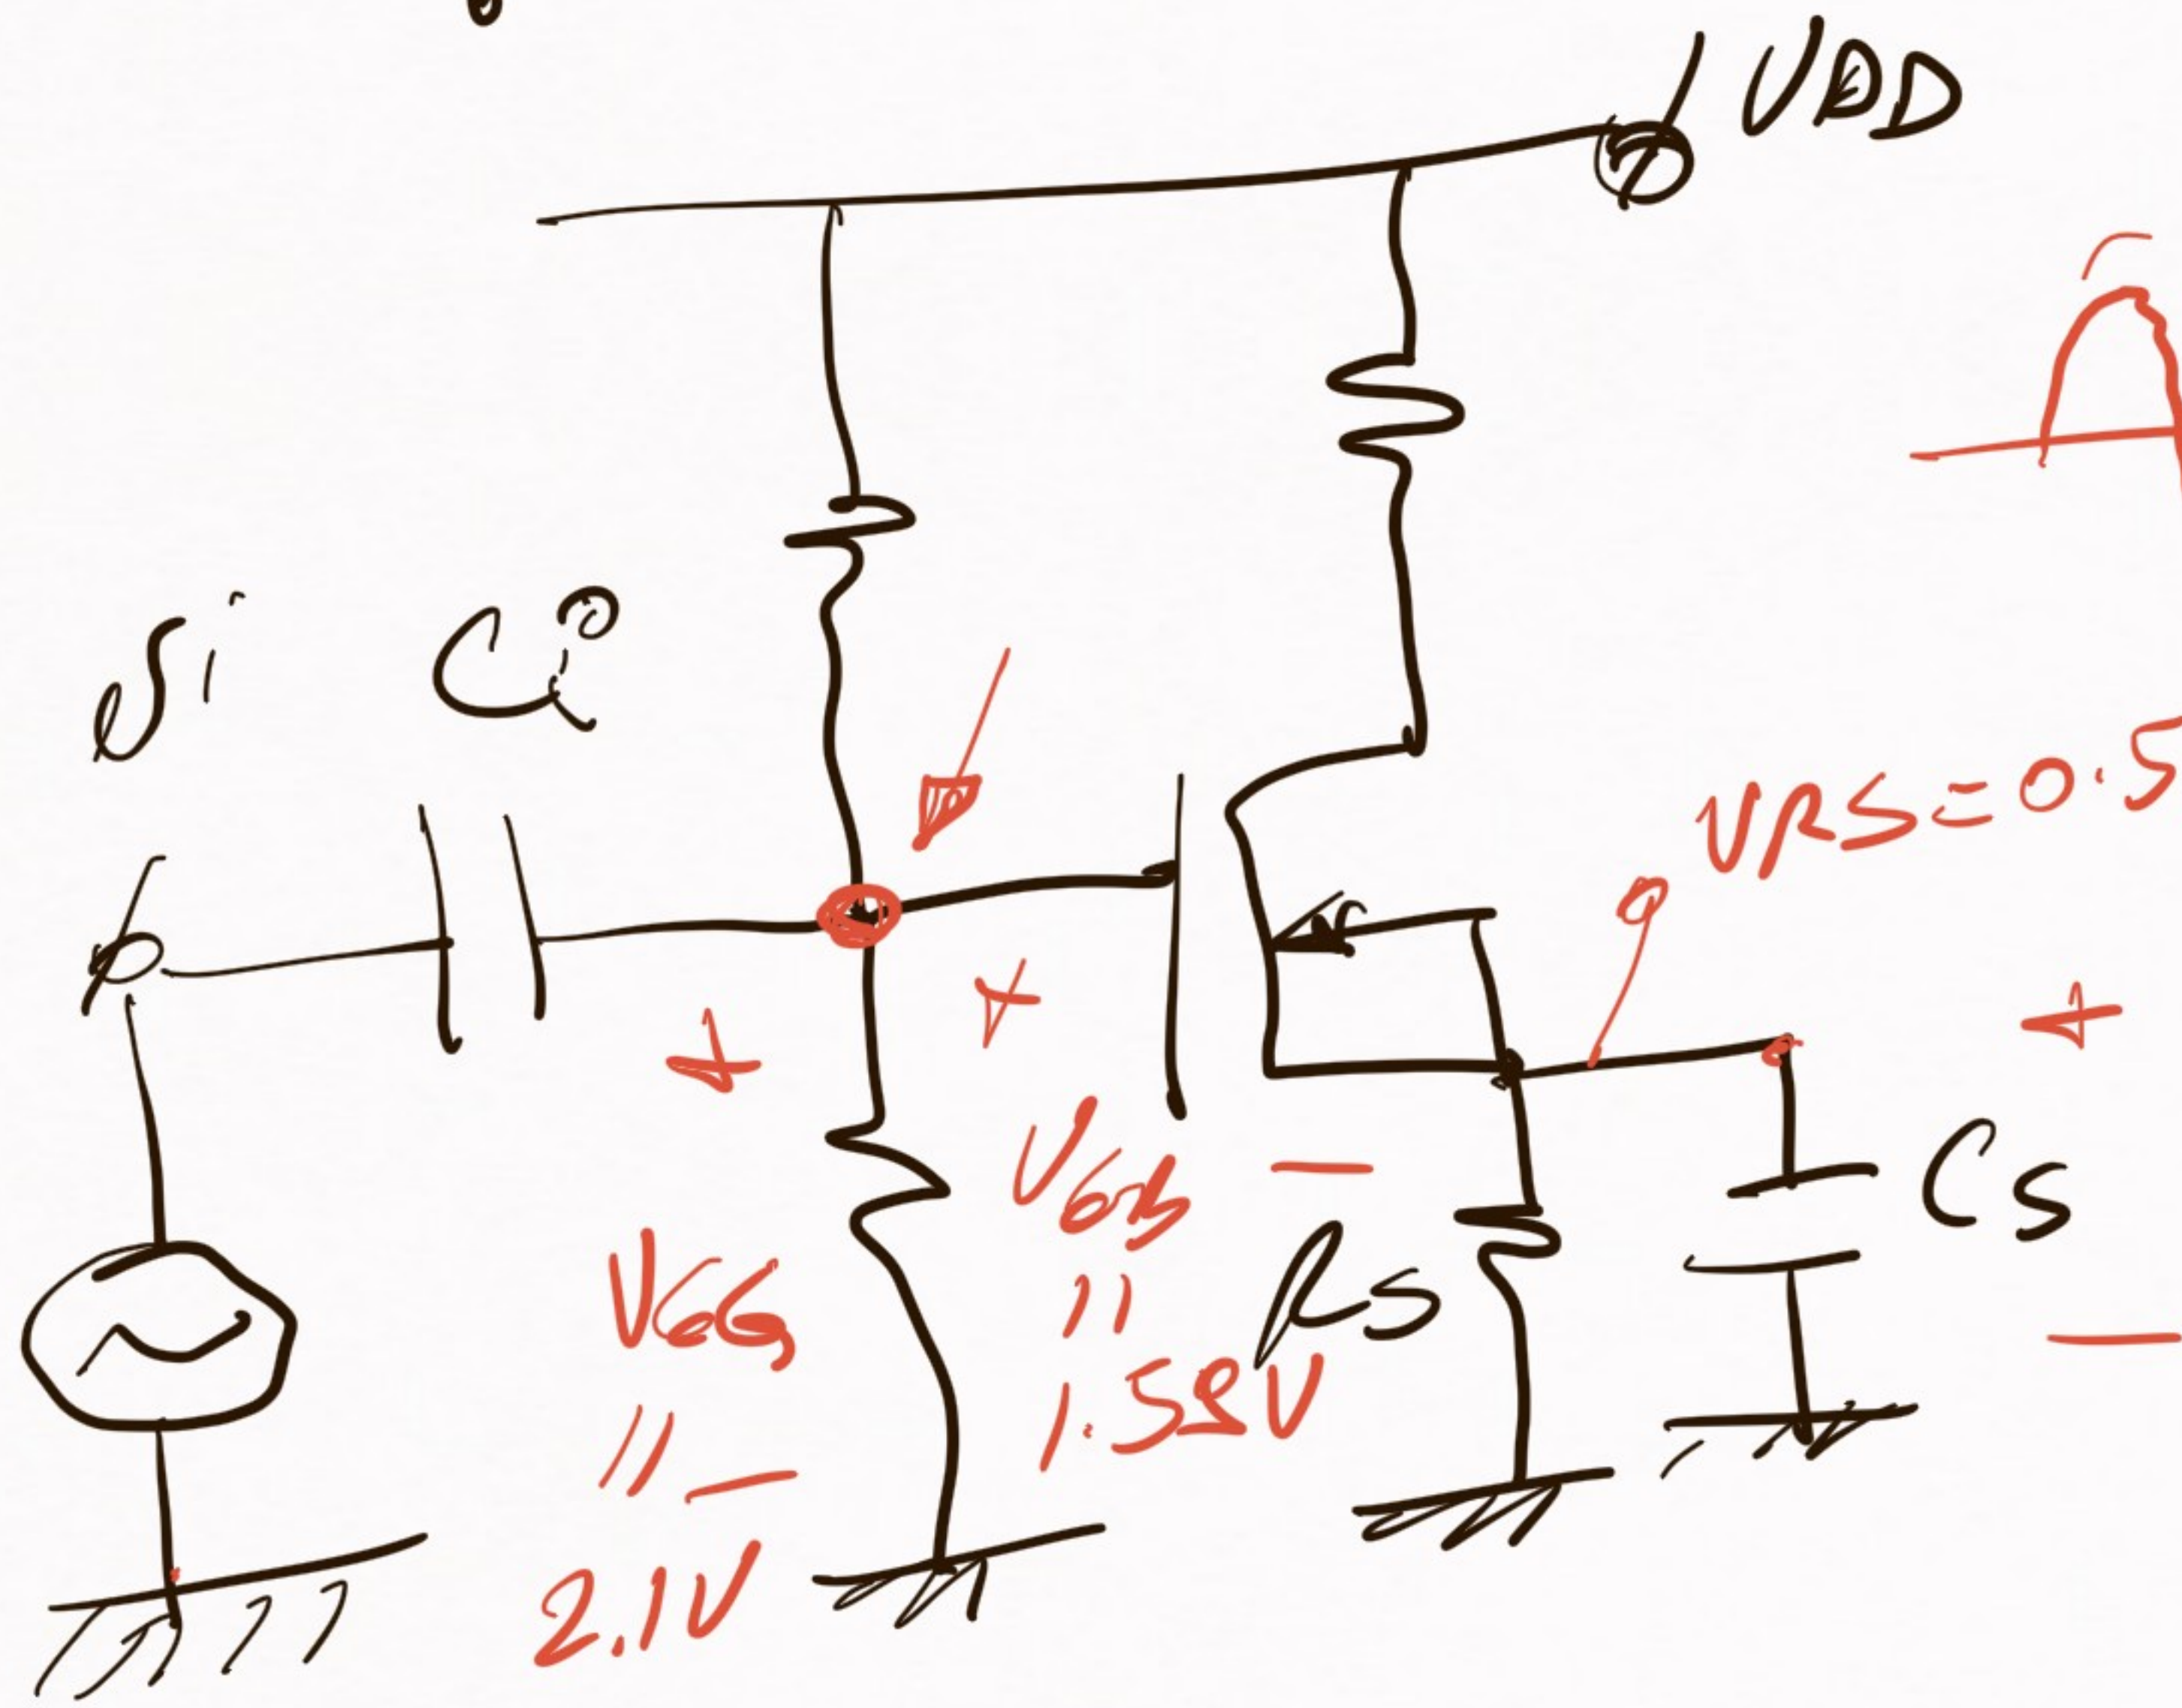 VDD
vi
Ci
VRS=0.5
+
+
+
VGS
−
Cs
VGG
=
=
Rs
1.58V
−
−
2.1V